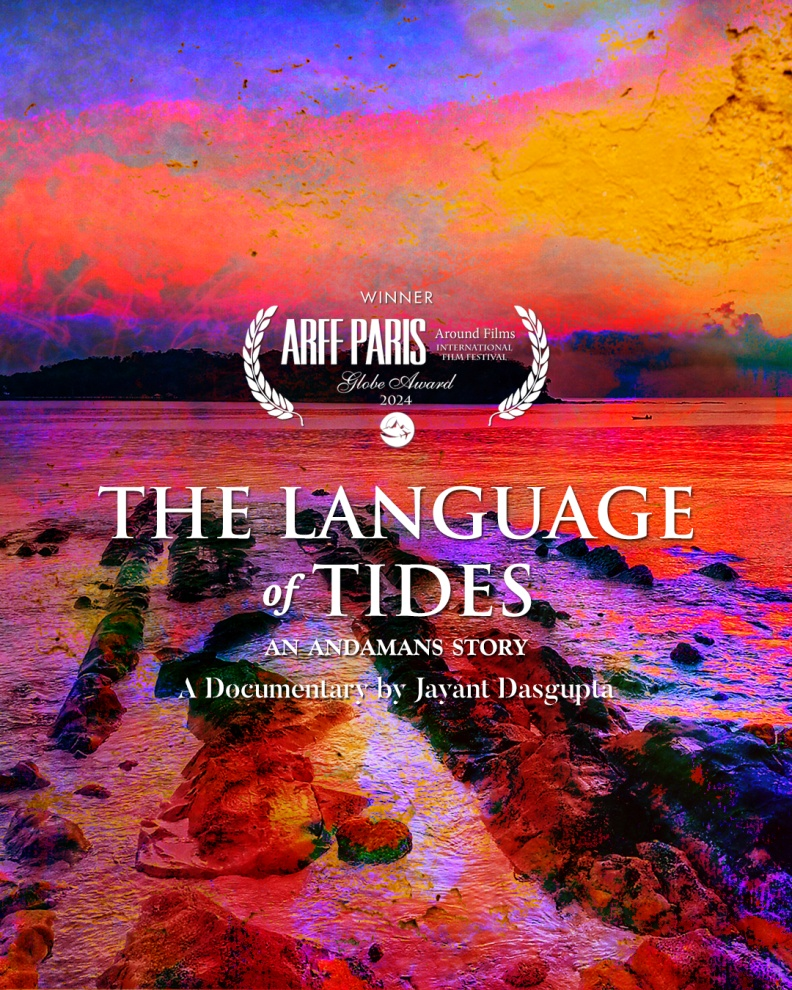 WINNER
ARFF PARIS
Around Films
INTERNATIONAL
FILM FESTIVAL
Globe Award
2024
THE LANGUAGE
of TIDES
AN ANDAMANS STORY
A Documentary by Jayant Dasgupta